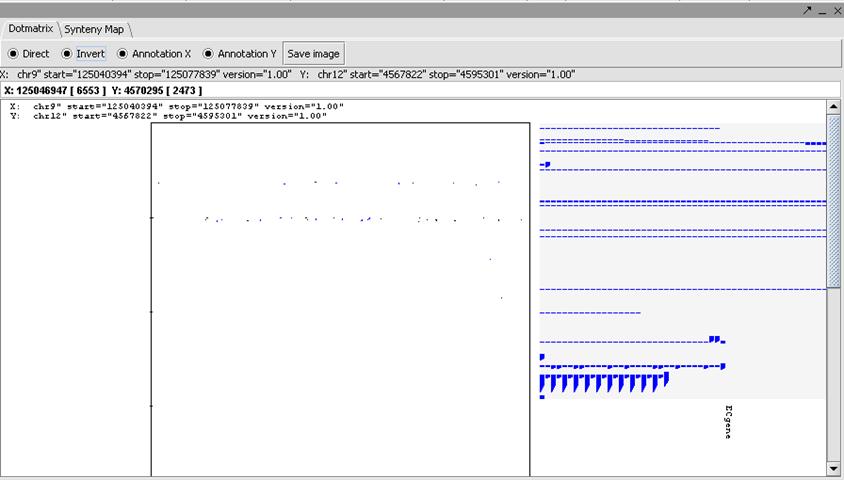 Dotmatrix Synteny Map
Direct Invert Annotation X Annotation Y Save image
X: chr9" start="125040394" stop="125077839" version="1.00" Y: chr12" start="4567822" stop="4595301" version="1.00"
X: 125046947 [ 6553 ] Y: 4570295 [ 2473 ]
X: chr9" start="125040394" stop="125077839" version="1.00"
Y: chr12" start="4567822" stop="4595301" version="1.00"
ECgene